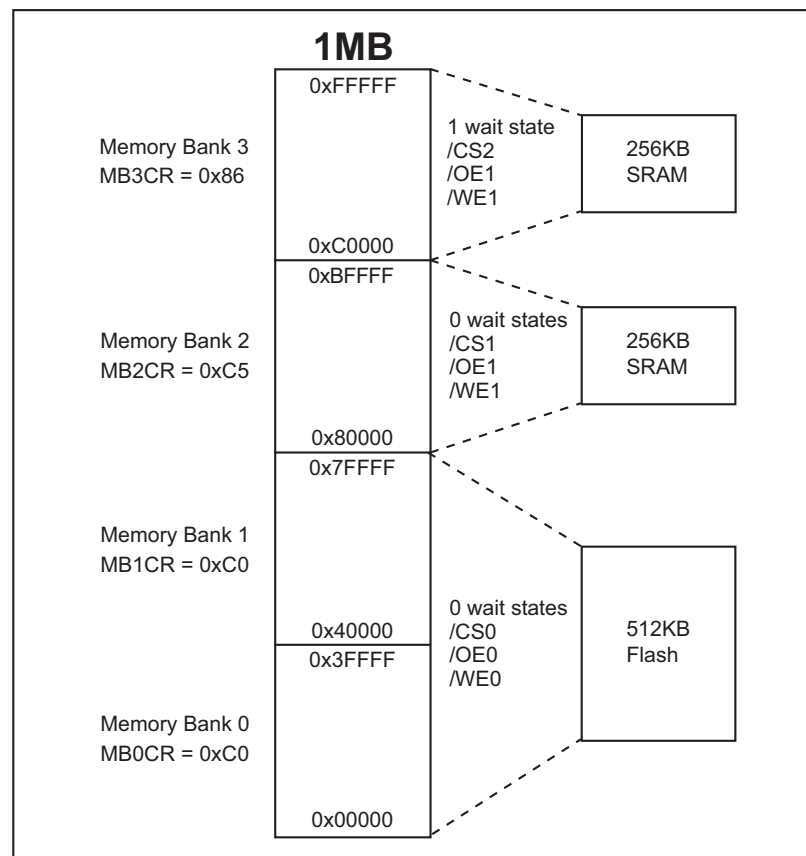 1MB
0xFFFFF
Memory Bank 3
MB3CR = 0x86
1 wait state
/CS2
/OE1
/WE1
256KB
SRAM
0xC0000
0xBFFFF
Memory Bank 2
MB2CR = 0xC5
0 wait states
/CS1
/OE1
/WE1
256KB
SRAM
0x80000
0x7FFFF
Memory Bank 1
MB1CR = 0xC0
0x40000
0x3FFFF
0 wait states
/CS0
/OE0
/WE0
512KB
Flash
Memory Bank 0
MB0CR = 0xC0
0x00000